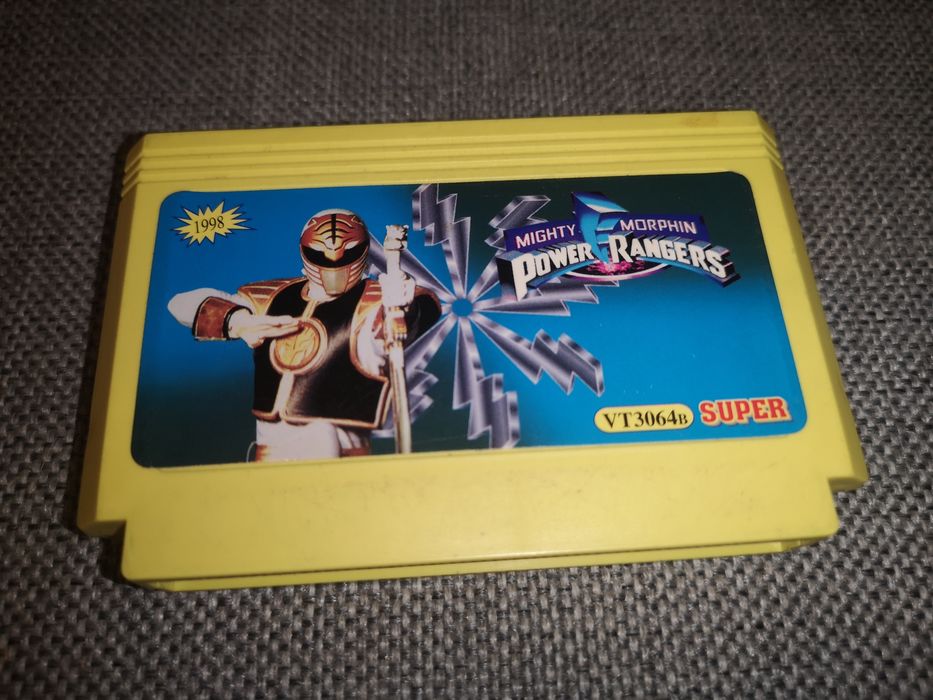 1998
MIGHTY MORPHIN
POWER RANGERS
VT3064B SUPER